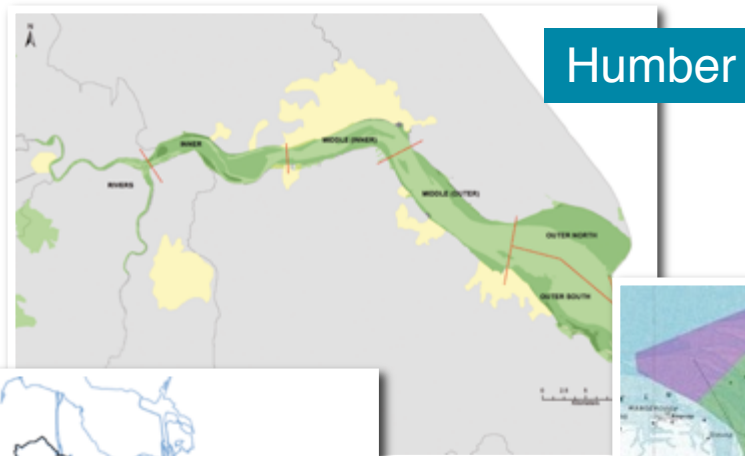 Humber
N
INNER
MIDDLE (INNER)
RIVERS
MIDDLE (OUTER)
OUTER NORTH
OUTER SOUTH